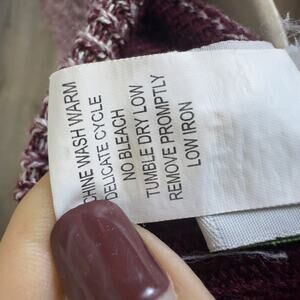 CHINE WASH WARM
DELICATE CYCLE
NO BLEACH
TUMBLE DRY LOW
REMOVE PROMPTLY
LOW IRON